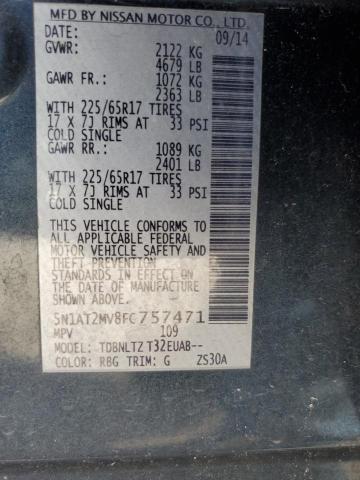 MFD BY NISSAN MOTOR CO., LTD.
DATE: 09/14
GVWR: 2122 KG
4679 LB
GAWR FR.: 1072 KG
2363 LB
WITH 225/65R17 TIRES
17 X 7J RIMS AT 33 PSI
COLD SINGLE
GAWR RR.: 1089 KG
2401 LB
WITH 225/65R17 TIRES
17 X 7J RIMS AT 33 PSI
COLD SINGLE
THIS VEHICLE CONFORMS TO
ALL APPLICABLE FEDERAL
MOTOR VEHICLE SAFETY AND
THEFT PREVENTION
STANDARDS IN EFFECT ON
THE DATE OF MANUFACTURE
SHOWN ABOVE.
5N1AT2MV8FC757471
MPV 109
MODEL: TDBNLTZ T32EUAB--
COLOR: RBG TRIM: G ZS30A